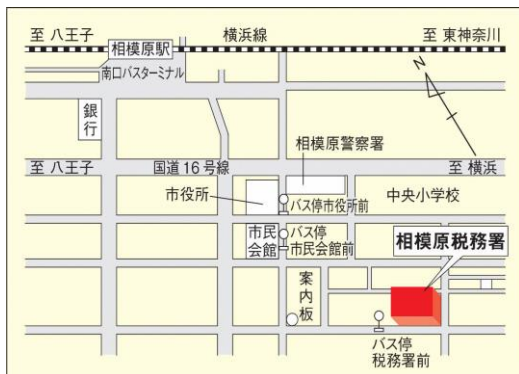 至 八王子
横浜線
至 東神奈川
相模原駅
南口バスターミナル
N
銀行
相模原警察署
至 八王子
国道16号線
至 横浜
市役所
中央小学校
バス停市役所前
市民会館
バス停
市民会館前
相模原税務署
案内板
バス停
税務署前